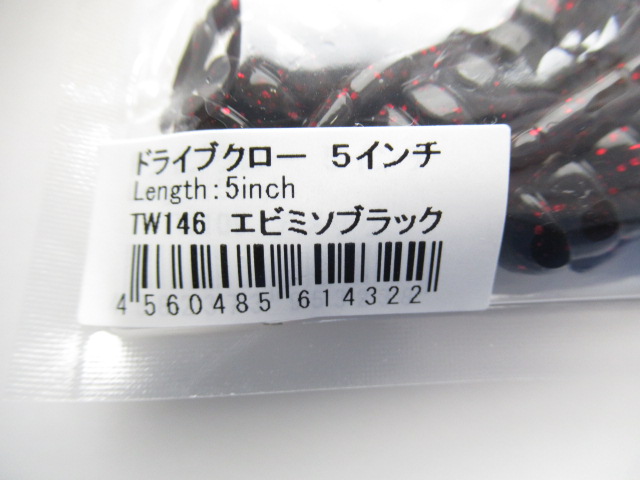 ドライブクロー 5インチ
Length:5inch
TW146 エビミソブラック
4 560485 614322